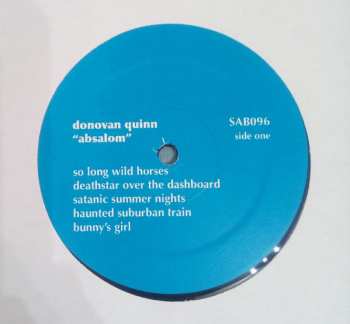 donovan quinn
"absalom"
SAB096
side one
so long wild horses
deathstar over the dashboard
satanic summer nights
haunted suburban train
bunny's girl